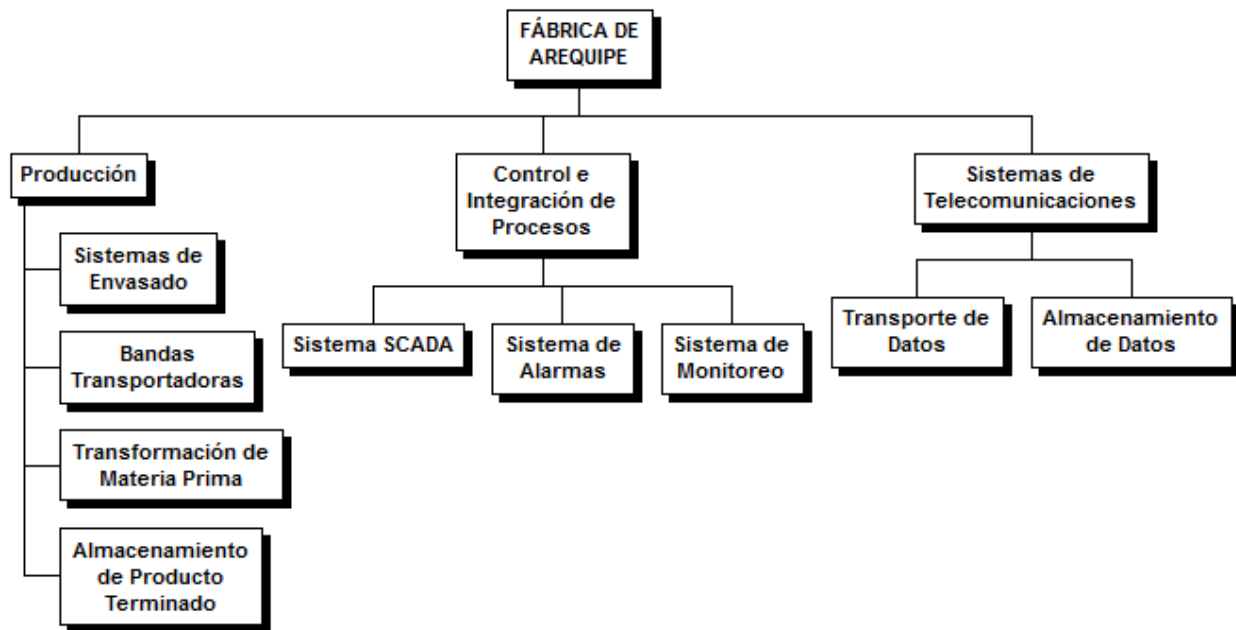 FÁBRICA DE
AREQUIPE
Producción
Sistemas de
Envasado
Bandas
Transportadoras
Transformación de
Materia Prima
Almacenamiento
de Producto
Terminado
Control e
Integración de
Procesos
Sistema SCADA
Sistema de
Alarmas
Sistema de
Monitoreo
Sistemas de
Telecomunicaciones
Transporte de
Datos
Almacenamiento
de Datos